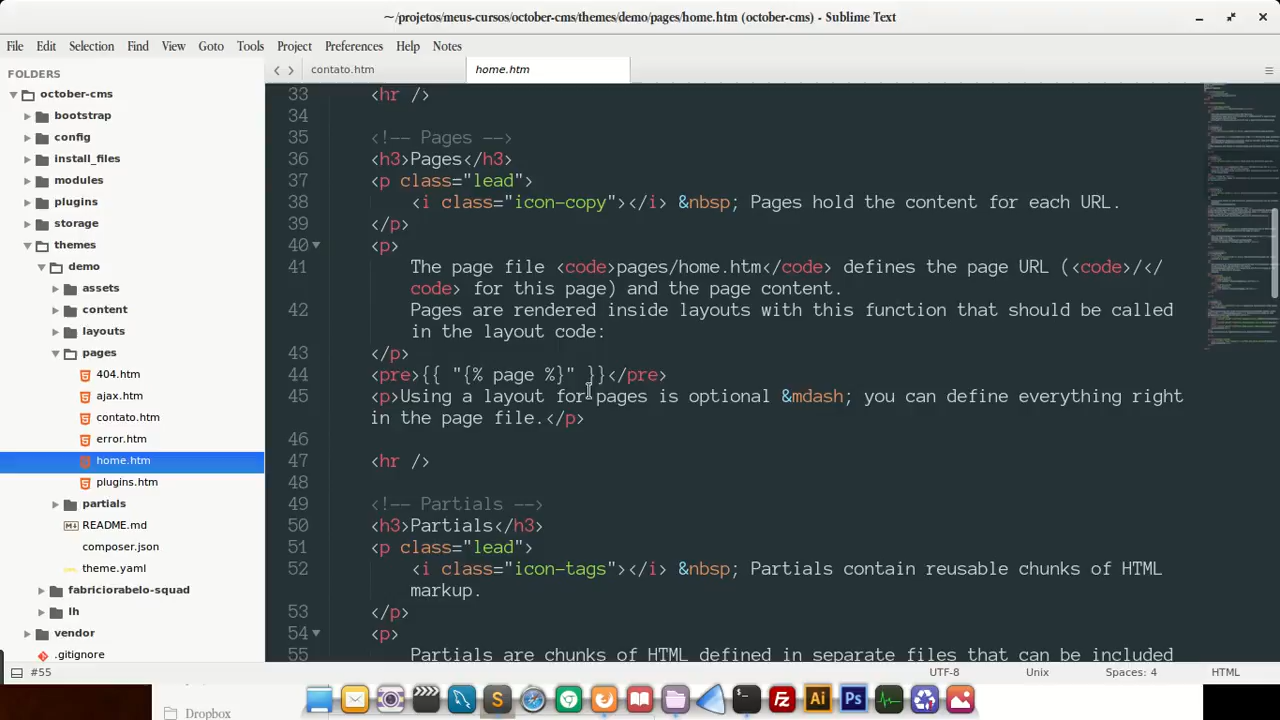 ~/projetos/meus-cursos/october-cms/themes/demo/pages/home.htm (october-cms) - Sublime Text
File Edit Selection Find View Goto Tools Project Preferences Help Notes
FOLDERS
october-cms
bootstrap
config
install_files
modules
plugins
storage
themes
demo
assets
content
layouts
pages
404.htm
ajax.htm
contato.htm
error.htm
home.htm
plugins.htm
partials
README.md
composer.json
theme.yaml
fabriciorabelo-squad
lh
vendor
.gitignore
contato.htm home.htm
33 <hr />
34
35 <!-- Pages -->
36 <h3>Pages</h3>
37 <p class="lead">
38 <i class="icon-copy"></i> &nbsp; Pages hold the content for each URL.
39 </p>
40 <p>
41 The page file <code>pages/home.htm</code> defines the page URL (<code>/</
code> for this page) and the page content.
42 Pages are rendered inside layouts with this function that should be called
in the layout code:
43 </p>
44 <pre>{{ "{% page %}" }}</pre>
45 <p>Using a layout for pages is optional &mdash; you can define everything right
in the page file.</p>
46
47 <hr />
48
49 <!-- Partials -->
50 <h3>Partials</h3>
51 <p class="lead">
52 <i class="icon-tags"></i> &nbsp; Partials contain reusable chunks of HTML
markup.
53 </p>
54 <p>
55 Partials are chunks of HTML defined in separate files that can be included
#55 UTF-8 Unix Spaces: 4 HTML
S >_ Fz Ai Ps
Dropbox